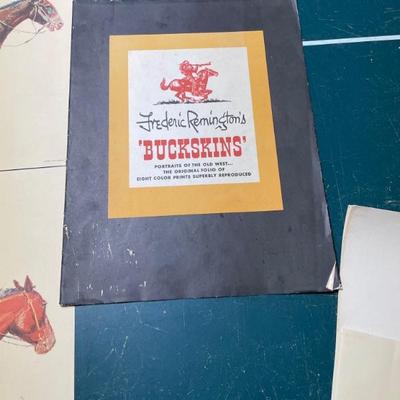 Frederic Remington's
'BUCKSKINS'
PORTRAITS OF THE OLD WEST...
THE ORIGINAL FOLIO OF
EIGHT COLOR PRINTS SUPERBLY REPRODUCED